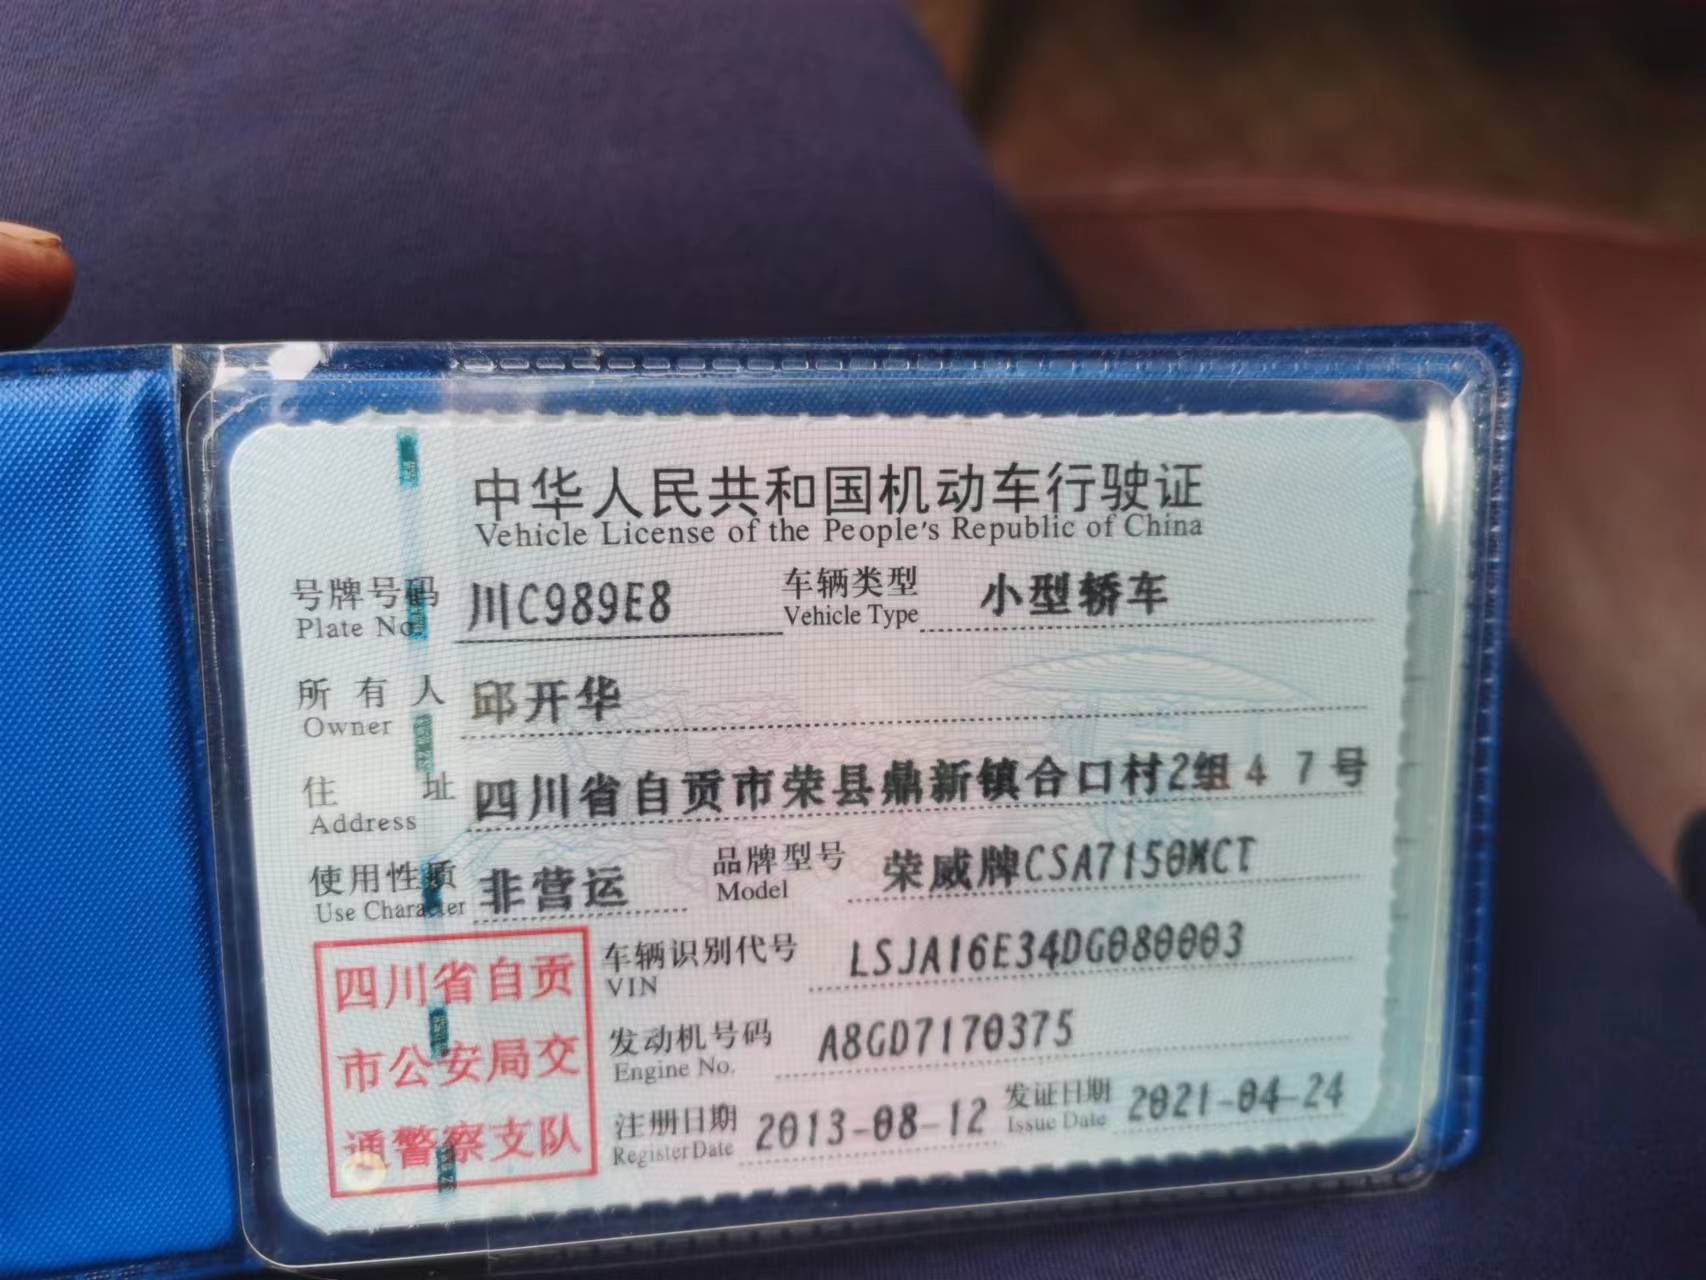 中华人民共和国机动车行驶证
Vehicle License of the People's Republic of China
号牌号码 川C989E8 车辆类型 小型轿车
Plate No. Vehicle Type
所有人 邱开华
Owner
住址 四川省自贡市荣县鼎新镇合口村2组47号
Address
使用性质 非营运 品牌型号 荣威牌CSA7150MCT
Use Character Model
四川省自贡
市公安局交
通警察支队
车辆识别代号 LSJA16E34DG080003
VIN
发动机号码 A8GD7170375
Engine No.
注册日期 2013-08-12 发证日期 2021-04-24
Register Date Issue Date